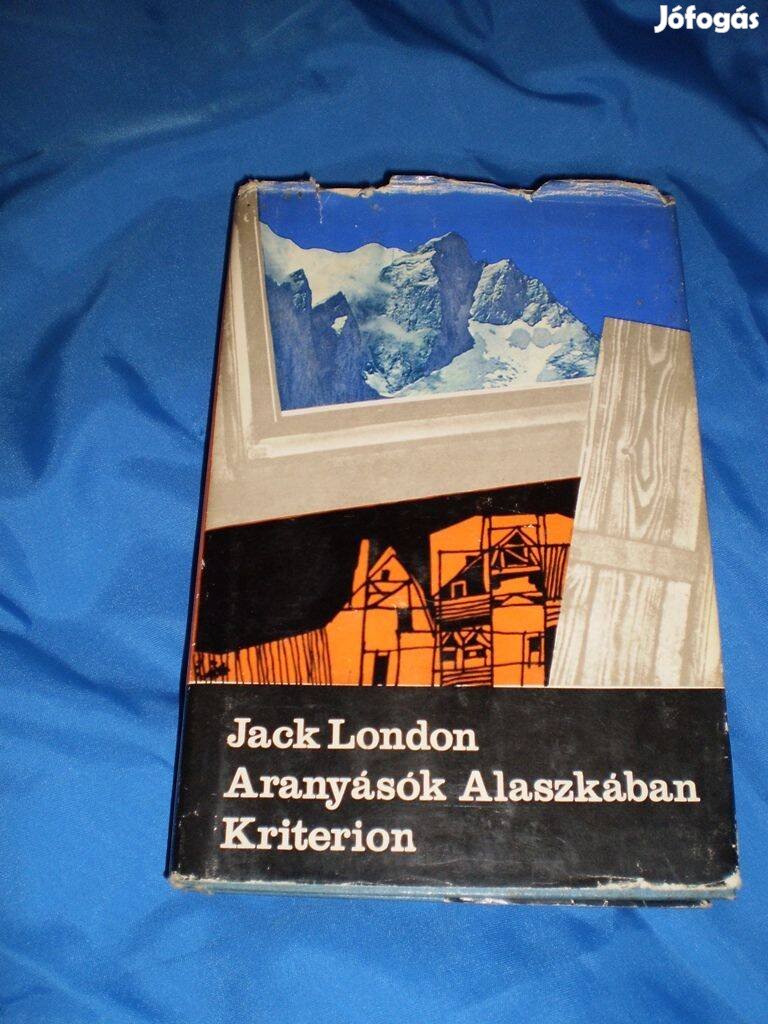 Jófogás
Jack London
Aranyásók Alaszkában
Kriterion